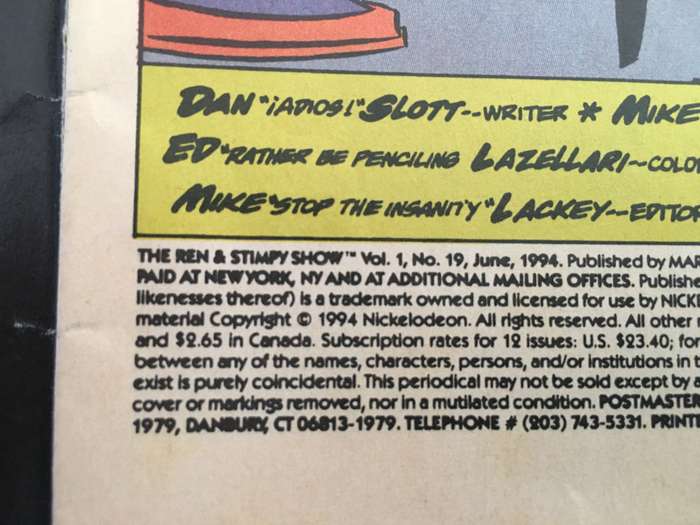 DAN "¡ADIOS!" SLOTT--WRITER * MIKE
ED "RATHER BE PENCILING LAZELLARI~COLO
MIKE "STOP THE INSANITY" LACKEY--EDITOR
THE REN & STIMPY SHOW™ Vol. 1, No. 19, June, 1994. Published by MAR
PAID AT NEW YORK, NY AND AT ADDITIONAL MAILING OFFICES. Publishe
likenesses thereof) is a trademark owned and licensed for use by NICKE
material Copyright © 1994 Nickelodeon. All rights reserved. All other
and $2.65 in Canada. Subscription rates for 12 issues: U.S. $23.40; for
between any of the names, characters, persons, and/or institutions in t
exist is purely coincidental. This periodical may not be sold except by a
cover or markings removed, nor in a mutilated condition. POSTMASTER
1979, DANBURY, CT 06813-1979. TELEPHONE # (203) 743-5331. PRINTE